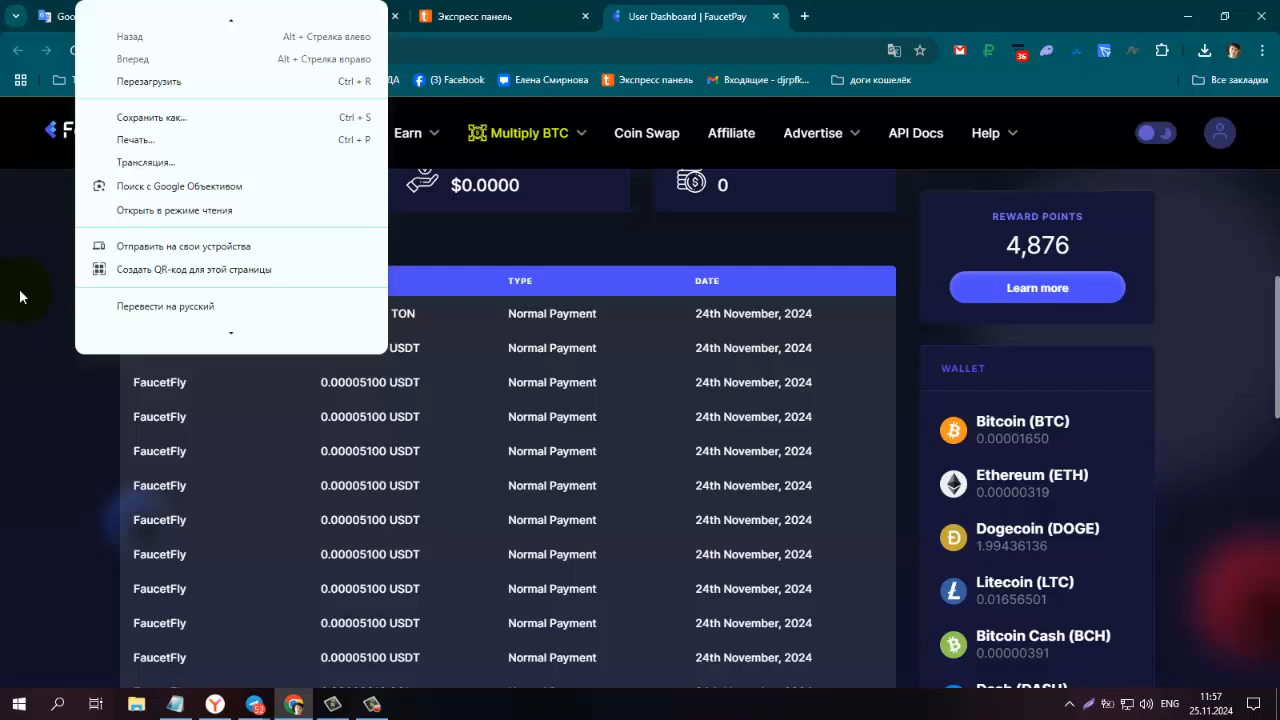 Экспресс панель
User Dashboard | FaucetPay
Назад Alt + Стрелка влево
Вперед Alt + Стрелка вправо
Перезагрузить Ctrl + R
Сохранить как... Ctrl + S
Печать... Ctrl + P
Трансляция...
Поиск с Google Объективом
Открыть в режиме чтения
Отправить на свои устройства
Создать QR-код для этой страницы
Перевести на русский
36
(3) Facebook
Елена Смирнова
Экспресс панель
Входящие - djrpfk...
доги кошелёк
Все закладки
Earn
Multiply BTC
Coin Swap
Affiliate
Advertise
API Docs
Help
$0.0000
0
REWARD POINTS
4,876
Learn more
TYPE DATE
TON Normal Payment 24th November, 2024
USDT Normal Payment 24th November, 2024
FaucetFly 0.00005100 USDT Normal Payment 24th November, 2024
FaucetFly 0.00005100 USDT Normal Payment 24th November, 2024
FaucetFly 0.00005100 USDT Normal Payment 24th November, 2024
FaucetFly 0.00005100 USDT Normal Payment 24th November, 2024
FaucetFly 0.00005100 USDT Normal Payment 24th November, 2024
FaucetFly 0.00005100 USDT Normal Payment 24th November, 2024
FaucetFly 0.00005100 USDT Normal Payment 24th November, 2024
FaucetFly 0.00005100 USDT Normal Payment 24th November, 2024
FaucetFly 0.00005100 USDT Normal Payment 24th November, 2024
WALLET
Bitcoin (BTC)
0.00001650
Ethereum (ETH)
0.00000319
Dogecoin (DOGE)
1.99436136
Litecoin (LTC)
0.01656501
Bitcoin Cash (BCH)
0.00000391
Dash (DASH)
52
ENG
11:57
25.11.2024